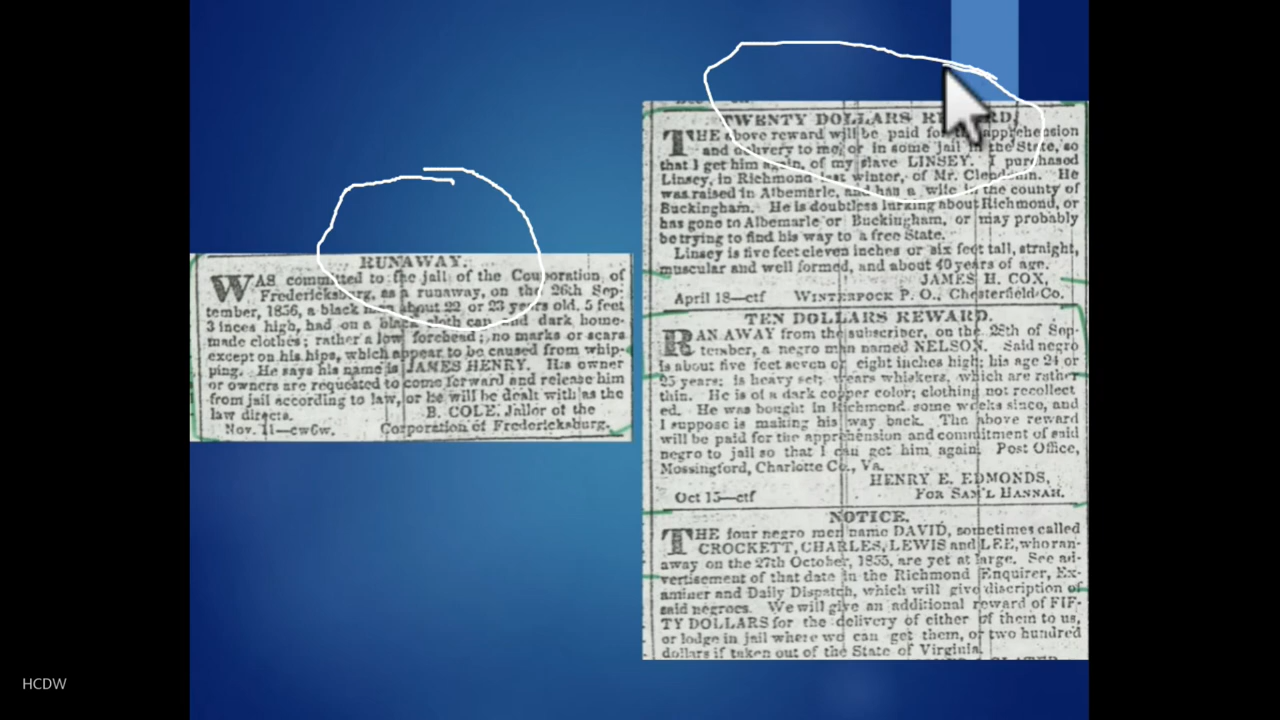 RUNAWAY.
WAS committed to the jail of the Corporation of
Fredericksburg, as a runaway, on the 26th Sep-
tember, 1856, a black man about 22 or 23 years old, 5 feet
3 inces high, had on a black cloth cap and dark home-
made clothes; rather a low forehead; no marks or scars
except on his hips, which appear to be caused from whip-
ping. He says his name is JAMES HENRY. His owner
or owners are requested to come forward and release him
from jail according to law, or he will be dealt with as the
law directs.
B. COLE, Jailor of the
Nov. 11—cw6w. Corporation of Fredericksburg.
TWENTY DOLLARS REWARD,
THE above reward will be paid for the apprehension
and delivery to me, or in some jail in the State, so
that I get him again, of my slave LINSEY. I purchased
Linsey, in Richmond last winter, of Mr. Clendenin. He
was raised in Albemarle, and has a wife in the county of
Buckingham. He is doubtless lurking about Richmond, or
has gone to Albemarle or Buckingham, or may probably
be trying to find his way to a free State.
Linsey is five feet eleven inches or six feet tall, straight,
muscular and well formed, and about 40 years of age.
JAMES H. COX,
April 18—ctf WINTERPOCK P. O., Chesterfield Co.
TEN DOLLARS REWARD.
RAN AWAY from the subscriber, on the 28th of Sep-
tember, a negro man named NELSON. Said negro
is about five feet seven or eight inches high; his age 24 or
25 years; is heavy set; wears whiskers, which are rather
thin. He is of a dark copper color; clothing not recollect
ed. He was bought in Richmond some weeks since, and
I suppose is making his way back. The above reward
will be paid for the apprehension and commitment of said
negro to jail so that I can get him again. Post Office,
Mossingford, Charlotte Co., Va.
HENRY E. EDMONDS,
Oct 15—ctf FOR SAM'L HANNAH.
NOTICE.
THE four negro men name DAVID, sometimes called
CROCKETT, CHARLES, LEWIS and LEE, who ran-
away on the 27th October, 1855, are yet at large. See ad-
vertisement of that date in the Richmond Enquirer, Ex-
aminer and Daily Dispatch, which will give discription of
said negroes. We will give an additional reward of FIF-
TY DOLLARS for the delivery of either of them to us,
or lodge in jail where we can get them, or two hundred
dollars if taken out of the State of Virginia.
HCDW